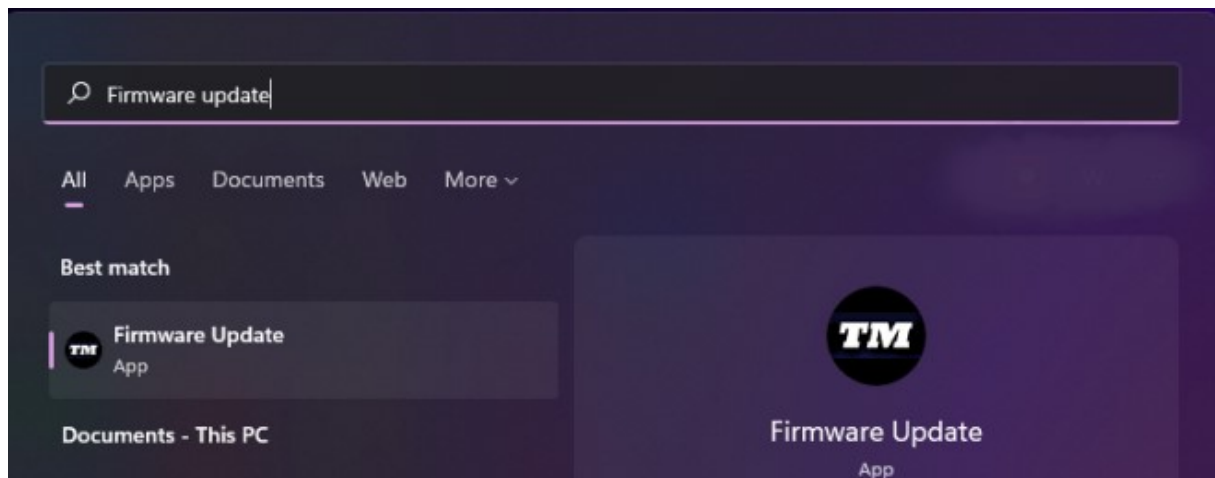 Firmware update
All Apps Documents Web More
Best match
TM
Firmware Update
App
Documents - This PC
TM
Firmware Update
App